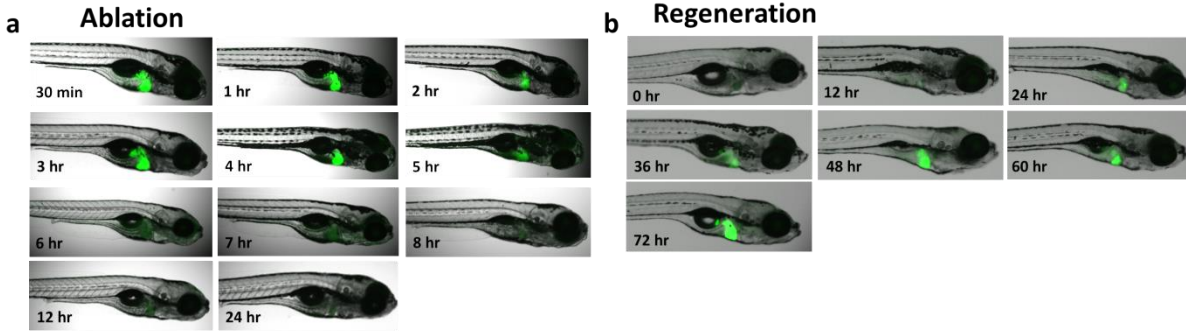 Ablation
a
30 min
1 hr
2 hr
3 hr
4 hr
5 hr
6 hr
7 hr
8 hr
12 hr
24 hr
Regeneration
b
0 hr
12 hr
24 hr
36 hr
48 hr
60 hr
72 hr